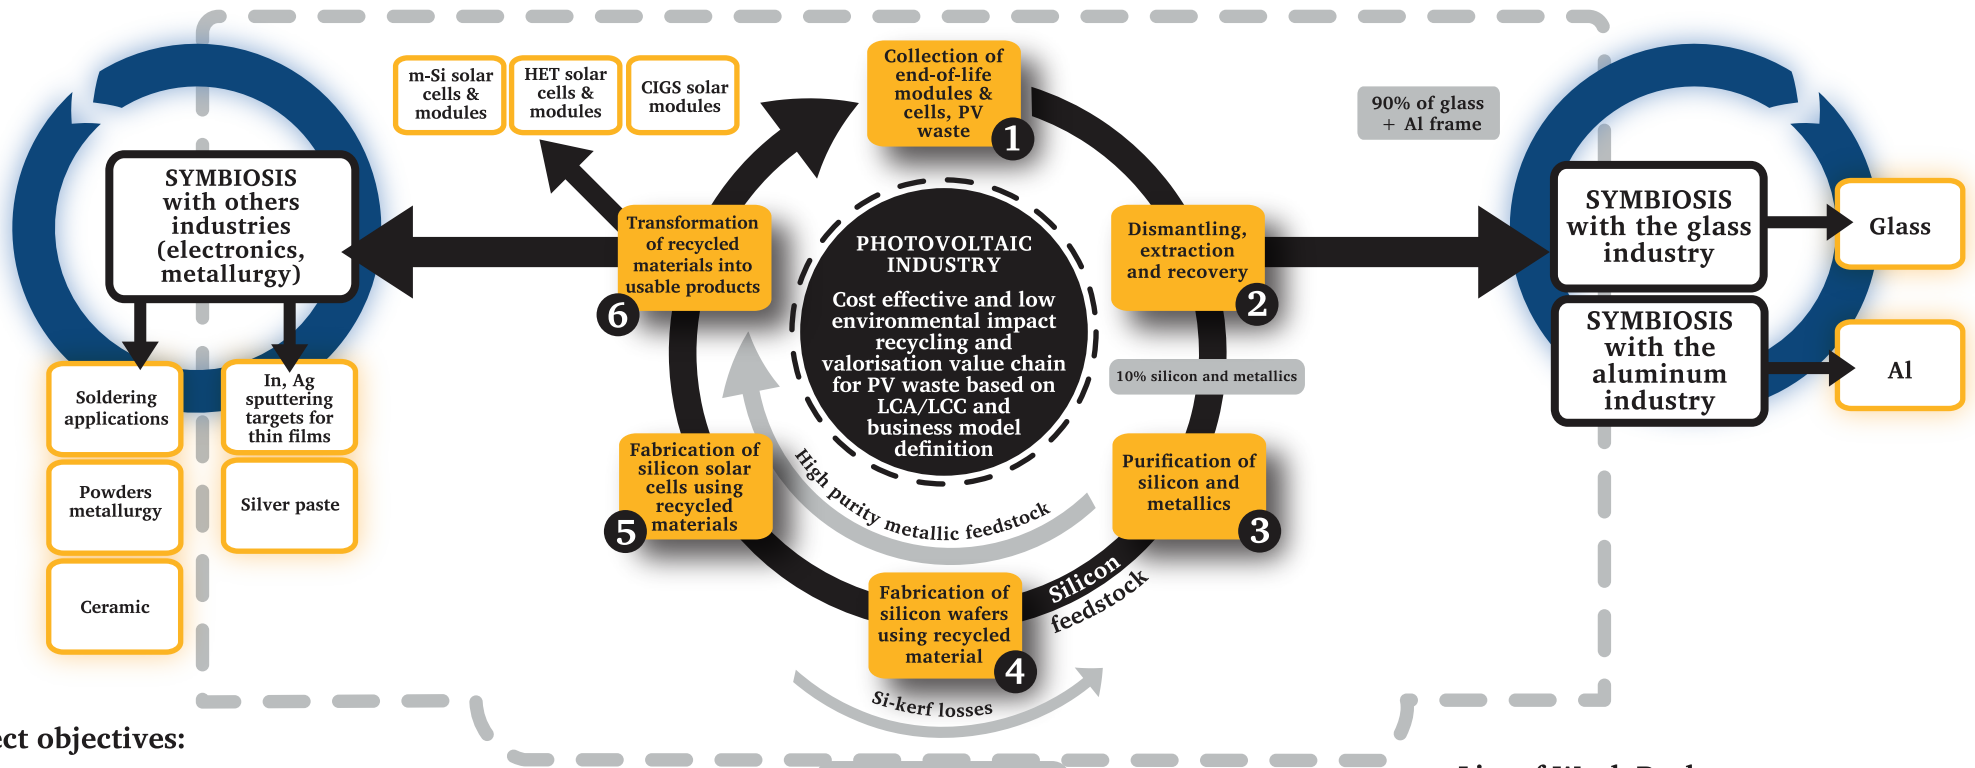 m-Si solar
cells &
modules
HET solar
cells &
modules
CIGS solar
modules
Collection of
end-of-life
modules &
cells, PV
waste
1
90% of glass
+ Al frame
SYMBIOSIS
with others
industries
(electronics,
metallurgy)
Transformation
of recycled
materials into
usable products
6
PHOTOVOLTAIC
INDUSTRY
Cost effective and low
environmental impact
recycling and
valorisation value chain
for PV waste based on
LCA/LCC and
business model
definition
Dismantling,
extraction
and recovery
2
SYMBIOSIS
with the glass
industry
Glass
SYMBIOSIS
with the
aluminum
industry
Al
10% silicon and metallics
Soldering
applications
In, Ag
sputtering
targets for
thin films
Powders
metallurgy
Silver paste
Ceramic
Fabrication of
silicon solar
cells using
recycled
materials
5
High purity metallic feedstock
Purification of
silicon and
metallics
3
Silicon
feedstock
Fabrication of
silicon wafers
using recycled
material
4
Si-kerf losses
ect objectives: